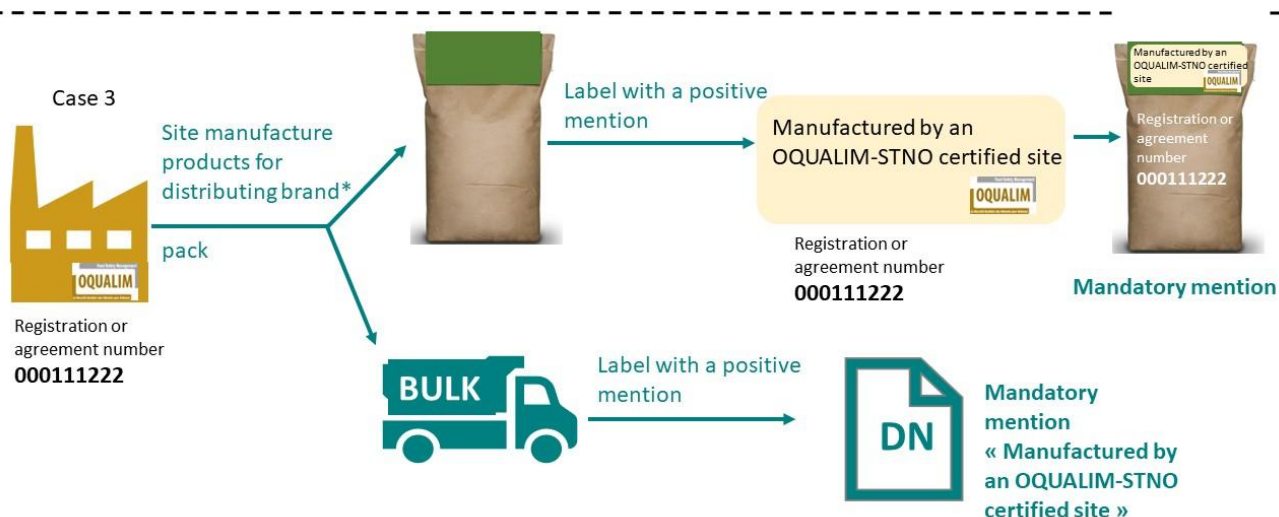 Case 3
Site manufacture
products for
distributing brand*
pack
OQUALIM
Registration or
agreement number
000111222
Label with a positive
mention
Manufactured by an
OQUALIM-STNO certified site
OQUALIM
Registration or
agreement number
000111222
Manufactured by an
OQUALIM-STNO certified
site
OQUALIM
Registration or
agreement
number
000111222
Mandatory mention
BULK
Label with a positive
mention
DN
Mandatory
mention
« Manufactured by
an OQUALIM-STNO
certified site »